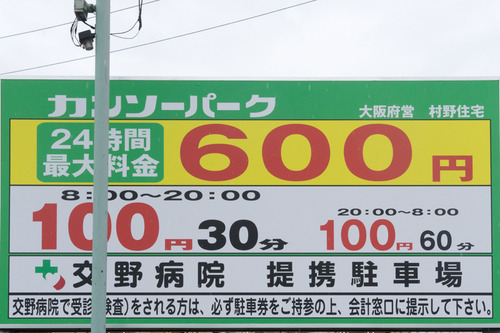 カンソーパーク 大阪府営 村野住宅
24時間 最大料金 600円
8:00〜20:00
100円30分
20:00〜8:00
100円60分
交野病院 提携駐車場
交野病院で受診(検査)をされる方は、必ず駐車券をご持参の上、会計窓口に提示して下さい。